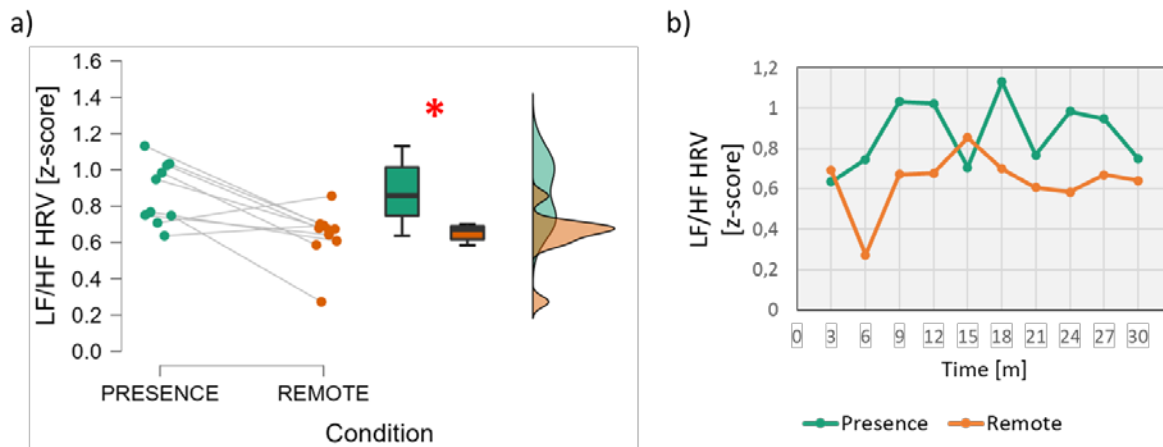 a)
LF/HF HRV [z-score]
1.6
1.4
1.2
1.0
0.8
0.6
0.4
0.2
0.0
*
PRESENCE REMOTE
Condition
b)
LF/HF HRV
[z-score]
1,2
1
0,8
0,6
0,4
0,2
0
0 3 6 9 12 15 18 21 24 27 30
Time [m]
Presence Remote